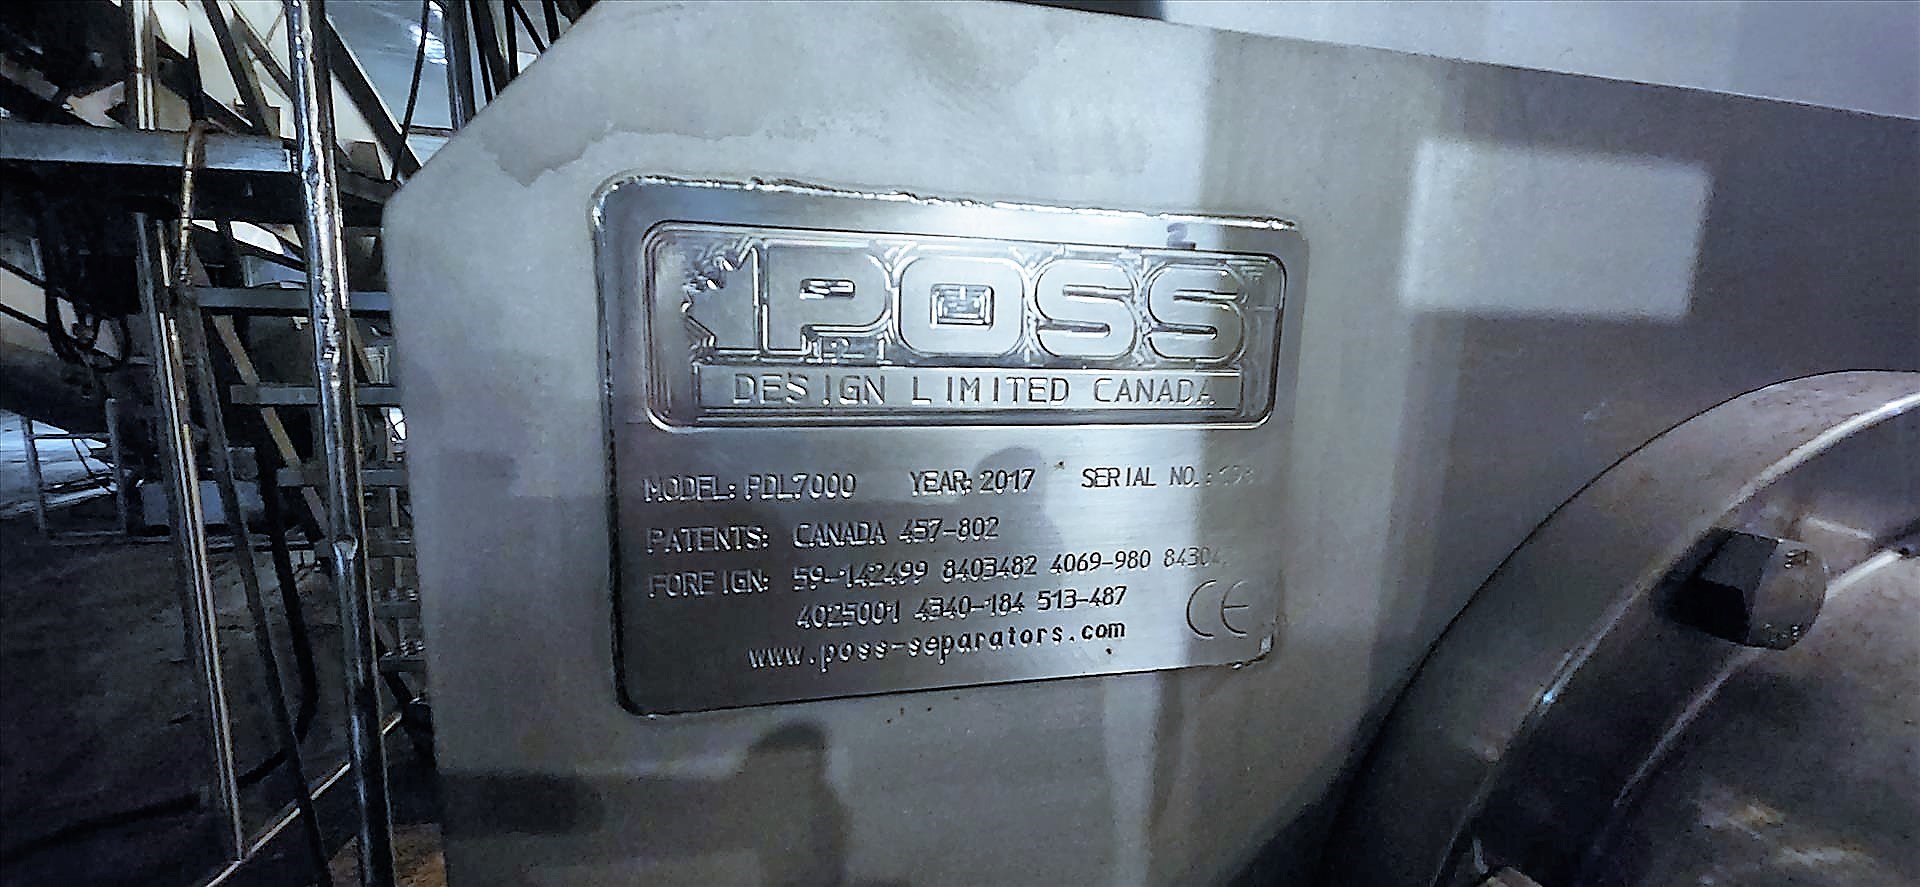 POSS
DESIGN LIMITED CANADA
MODEL: PDL7000 YEAR: 2017 SERIAL NO.:
PATENTS: CANADA 457-802
FOREIGN: 59-142499 8403482 4069-980
4025001 4340-184 513-487
www.poss-separators.com
CE